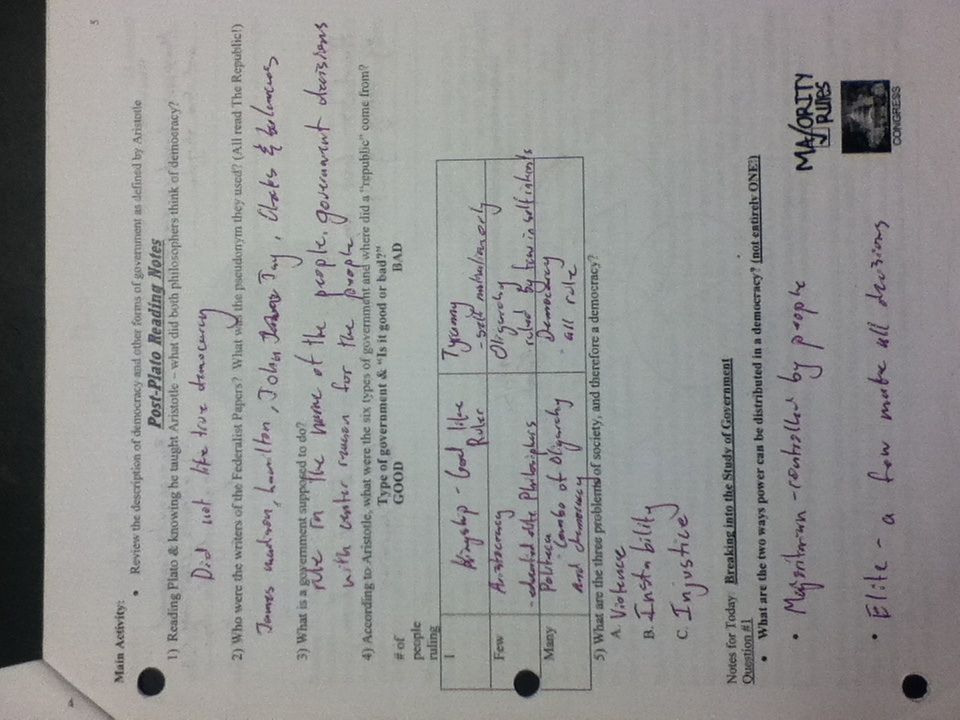 5
Main Activity:
• Review the description of democracy and other forms of government as defined by Aristotle
Post-Plato Reading Notes
1) Reading Plato & knowing he taught Aristotle – what did both philosophers think of democracy?
Did not like true democracy
2) Who were the writers of the Federalist Papers? What was the pseudonym they used? (All read The Republic!)
James madison, hamilton, John Jay, Checks & balances
3) What is a government supposed to do?
rule in the name of the people. government decisions
with reason for the people
4) According to Aristotle, what were the six types of government and where did a "republic" come from?
Type of government & "Is it good or bad?"
# of GOOD BAD
people
ruling
1 Kingship - God like Tyranny
Ruler - self only
Few Aristocracy Oligarchy
- educated elite Philosiphers ruled by few in self intrests
Many Democracy
• Combo of Oligarchy • all rule
and democracy
5) What are the three problems of society, and therefore a democracy?
A. Violence
B. Instability
C. Injustice
Notes for Today Breaking into the Study of Government
Question #1
• What are the two ways power can be distributed in a democracy? (not entirely ONE!)
• Majoritarian - controlled by people
MAJORITY
RULES
• Elite - a few make all decisions
CONGRESS